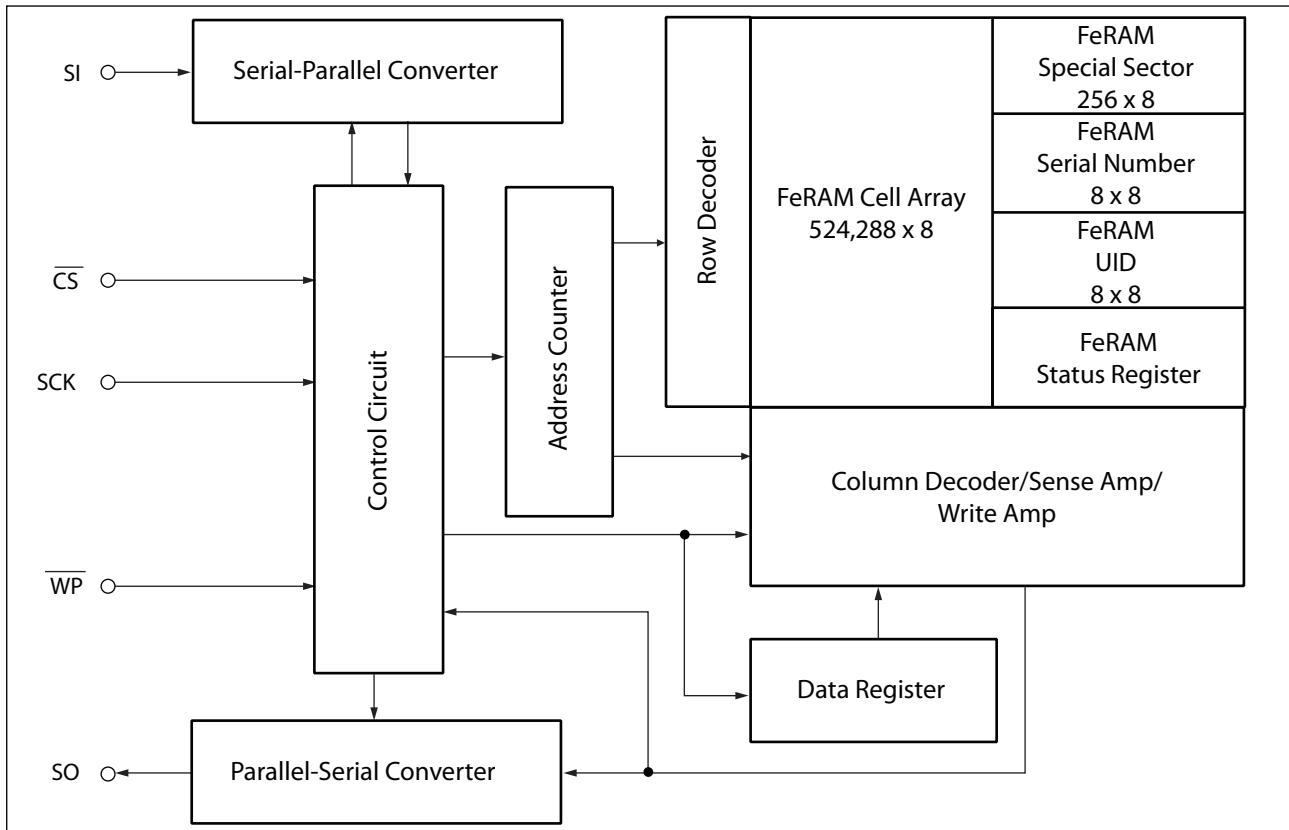 SI
Serial-Parallel Converter
FeRAM
Special Sector
256 x 8
FeRAM
Serial Number
8 x 8
FeRAM
UID
8 x 8
FeRAM
Status Register
Row Decoder
FeRAM Cell Array
524,288 x 8
C̅S̅
SCK
Control Circuit
Address Counter
Column Decoder/Sense Amp/
Write Amp
W̅P̅
Data Register
SO
Parallel-Serial Converter